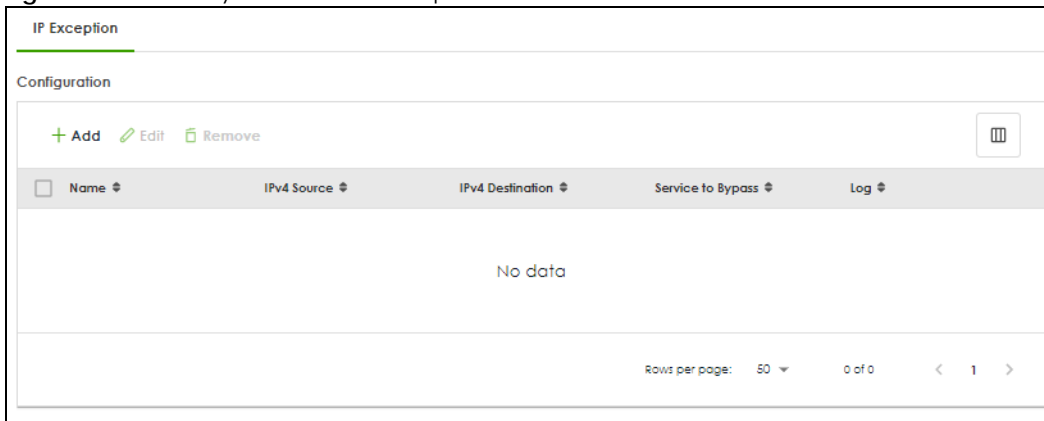 IP Exception
Configuration
+ Add Edit Remove
Name IPv4 Source IPv4 Destination Service to Bypass Log
No data
Rows per page: 50 0 of 0 < 1 >